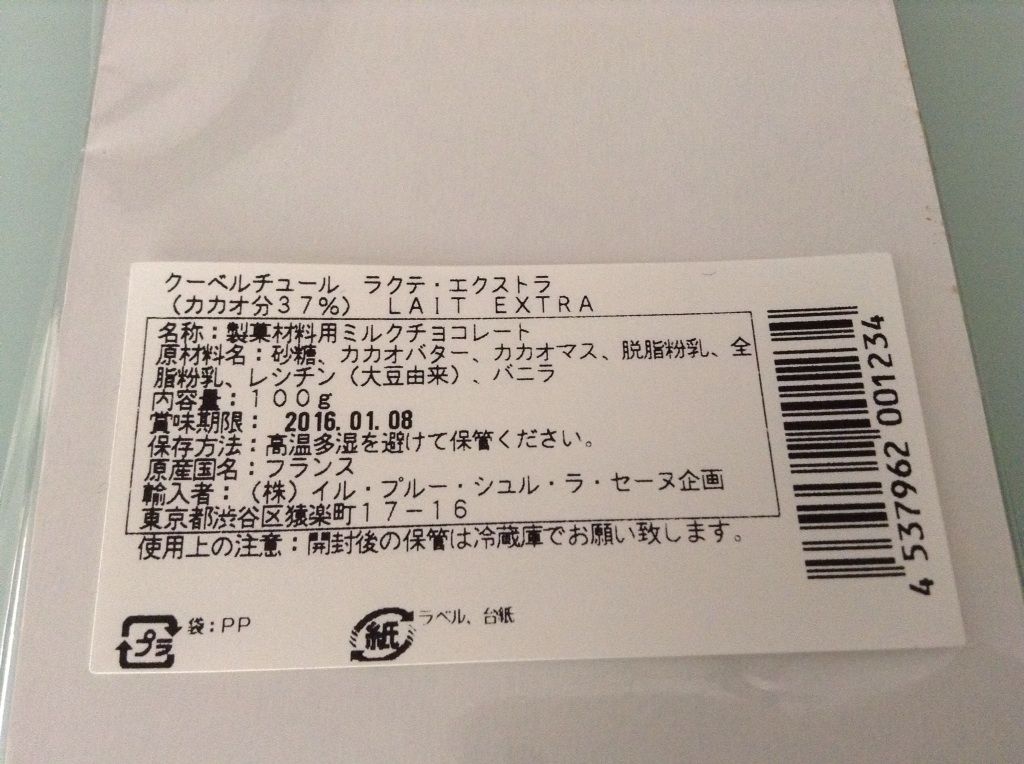 クーベルチュール　ラクテ・エクストラ
（カカオ分３７％）　ＬＡＩＴ　ＥＸＴＲＡ
名称：製菓材料用ミルクチョコレート
原材料名：砂糖、カカオバター、カカオマス、脱脂粉乳、全
脂粉乳、レシチン（大豆由来）、バニラ
内容量：１００ｇ
賞味期限： 2016.01.08
保存方法：高温多湿を避けて保管ください。
原産国名：フランス
輸入者：（株）イル・プルー・シュル・ラ・セーヌ企画
東京都渋谷区猿楽町１７－１６
使用上の注意：開封後の保管は冷蔵庫でお願い致します。
プラ 袋：ＰＰ
紙 ラベル、台紙
4 537962 001234